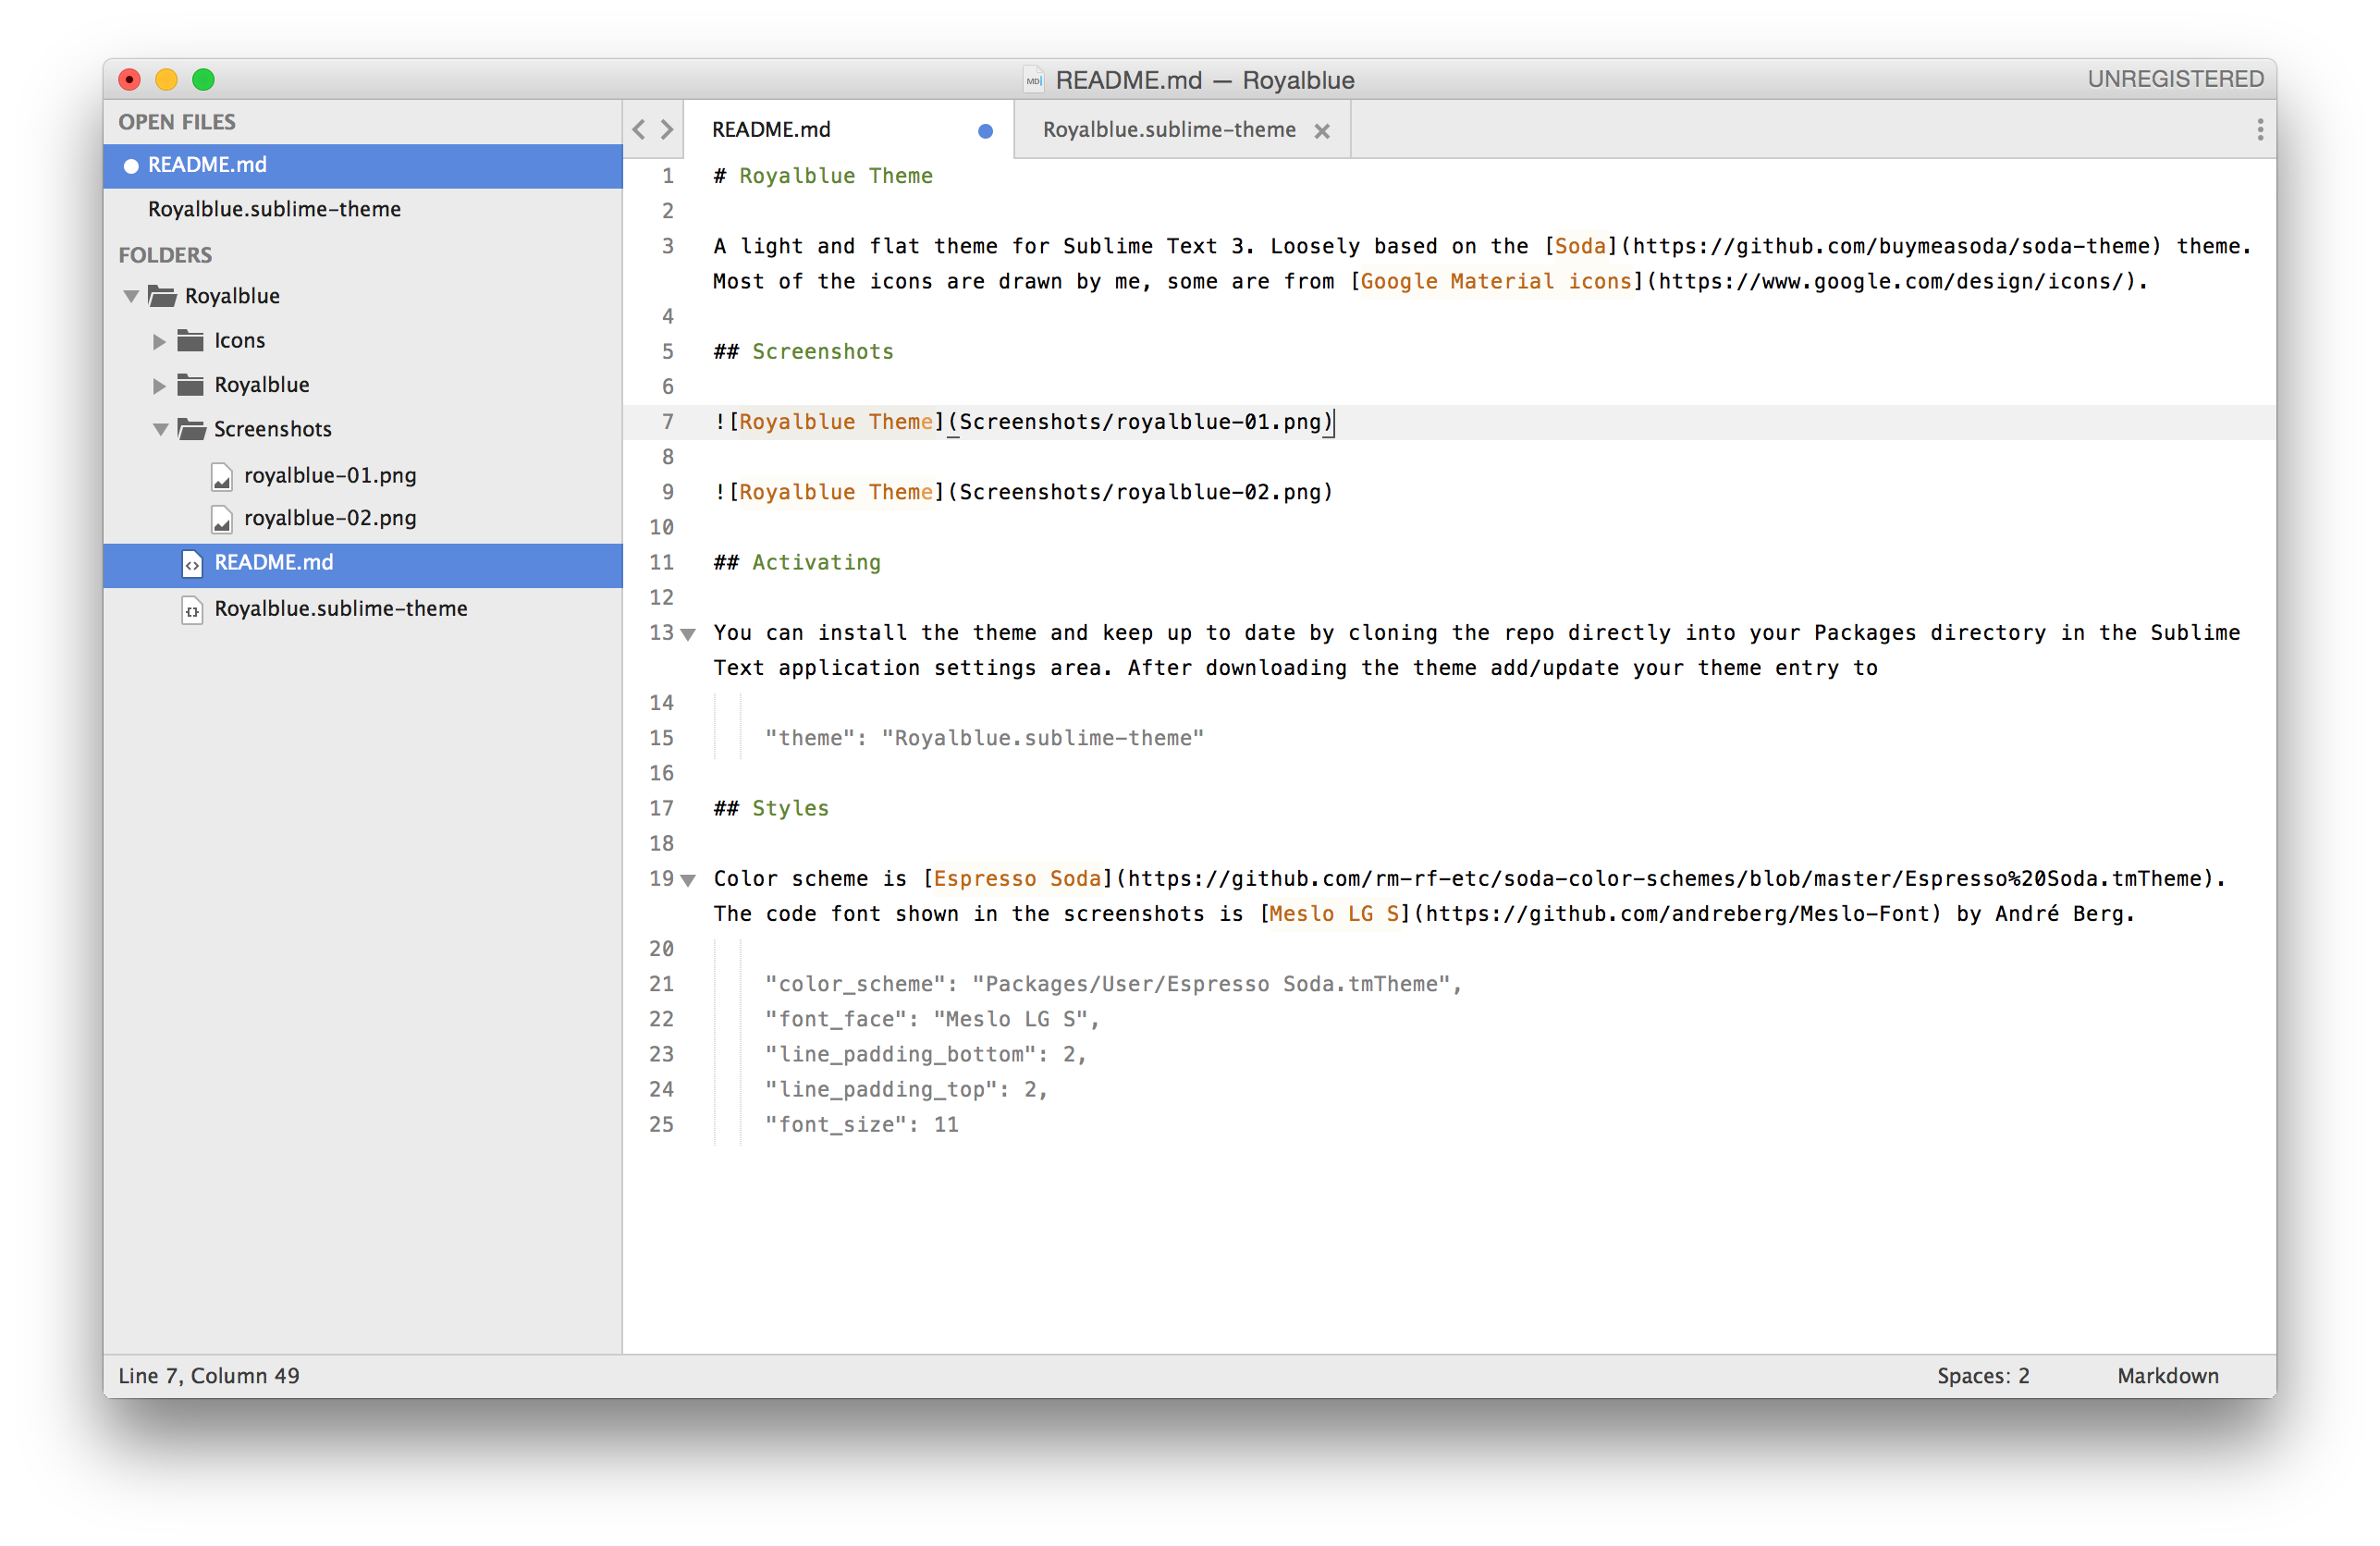 README.md — Royalblue
UNREGISTERED
OPEN FILES
README.md
Royalblue.sublime-theme
FOLDERS
Royalblue
Icons
Royalblue
Screenshots
royalblue-01.png
royalblue-02.png
README.md
Royalblue.sublime-theme
README.md
Royalblue.sublime-theme
1 # Royalblue Theme
2
3 A light and flat theme for Sublime Text 3. Loosely based on the [Soda](https://github.com/buymeasoda/soda-theme) theme.
Most of the icons are drawn by me, some are from [Google Material icons](https://www.google.com/design/icons/).
4
5 ## Screenshots
6
7 ![Royalblue Theme](Screenshots/royalblue-01.png)
8
9 ![Royalblue Theme](Screenshots/royalblue-02.png)
10
11 ## Activating
12
13 You can install the theme and keep up to date by cloning the repo directly into your Packages directory in the Sublime
Text application settings area. After downloading the theme add/update your theme entry to
14
15 "theme": "Royalblue.sublime-theme"
16
17 ## Styles
18
19 Color scheme is [Espresso Soda](https://github.com/rm-rf-etc/soda-color-schemes/blob/master/Espresso%20Soda.tmTheme).
The code font shown in the screenshots is [Meslo LG S](https://github.com/andreberg/Meslo-Font) by André Berg.
20
21 "color_scheme": "Packages/User/Espresso Soda.tmTheme",
22 "font_face": "Meslo LG S",
23 "line_padding_bottom": 2,
24 "line_padding_top": 2,
25 "font_size": 11
Line 7, Column 49
Spaces: 2
Markdown